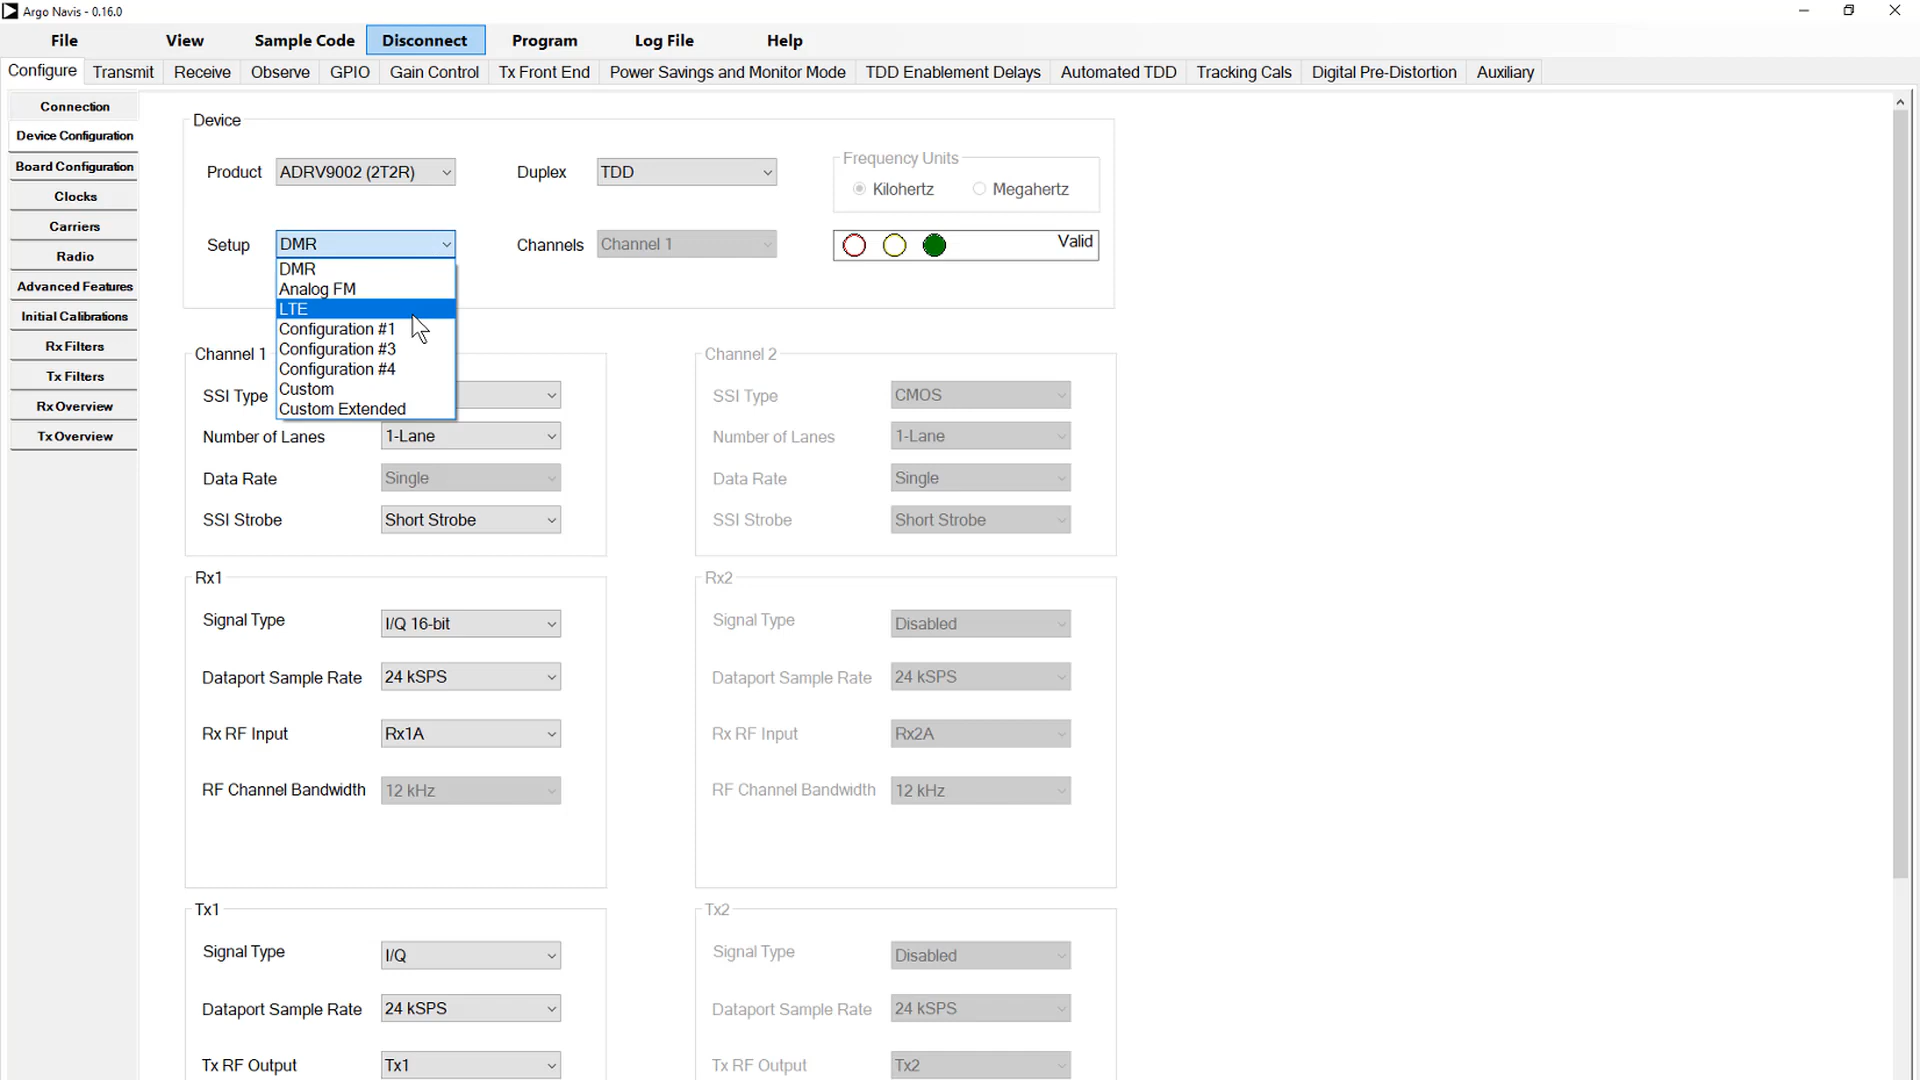 Argo Navis - 0.16.0
File View Sample Code Disconnect Program Log File Help
Configure Transmit Receive Observe GPIO Gain Control Tx Front End Power Savings and Monitor Mode TDD Enablement Delays Automated TDD Tracking Cals Digital Pre-Distortion Auxiliary
Connection
Device Configuration
Board Configuration
Clocks
Carriers
Radio
Advanced Features
Initial Calibrations
Rx Filters
Tx Filters
Rx Overview
Tx Overview
Device
Product ADRV9002 (2T2R) Duplex TDD
Frequency Units
Kilohertz Megahertz
Setup DMR Channels Channel 1 Valid
DMR
Analog FM
LTE
Configuration #1
Configuration #3
Configuration #4
Custom
Custom Extended
Channel 1
SSI Type
Number of Lanes 1-Lane
Data Rate Single
SSI Strobe Short Strobe
Channel 2
SSI Type CMOS
Number of Lanes 1-Lane
Data Rate Single
SSI Strobe Short Strobe
Rx1
Signal Type I/Q 16-bit
Dataport Sample Rate 24 kSPS
Rx RF Input Rx1A
RF Channel Bandwidth 12 kHz
Rx2
Signal Type Disabled
Dataport Sample Rate 24 kSPS
Rx RF Input Rx2A
RF Channel Bandwidth 12 kHz
Tx1
Signal Type I/Q
Dataport Sample Rate 24 kSPS
Tx RF Output Tx1
Tx2
Signal Type Disabled
Dataport Sample Rate 24 kSPS
Tx RF Output Tx2